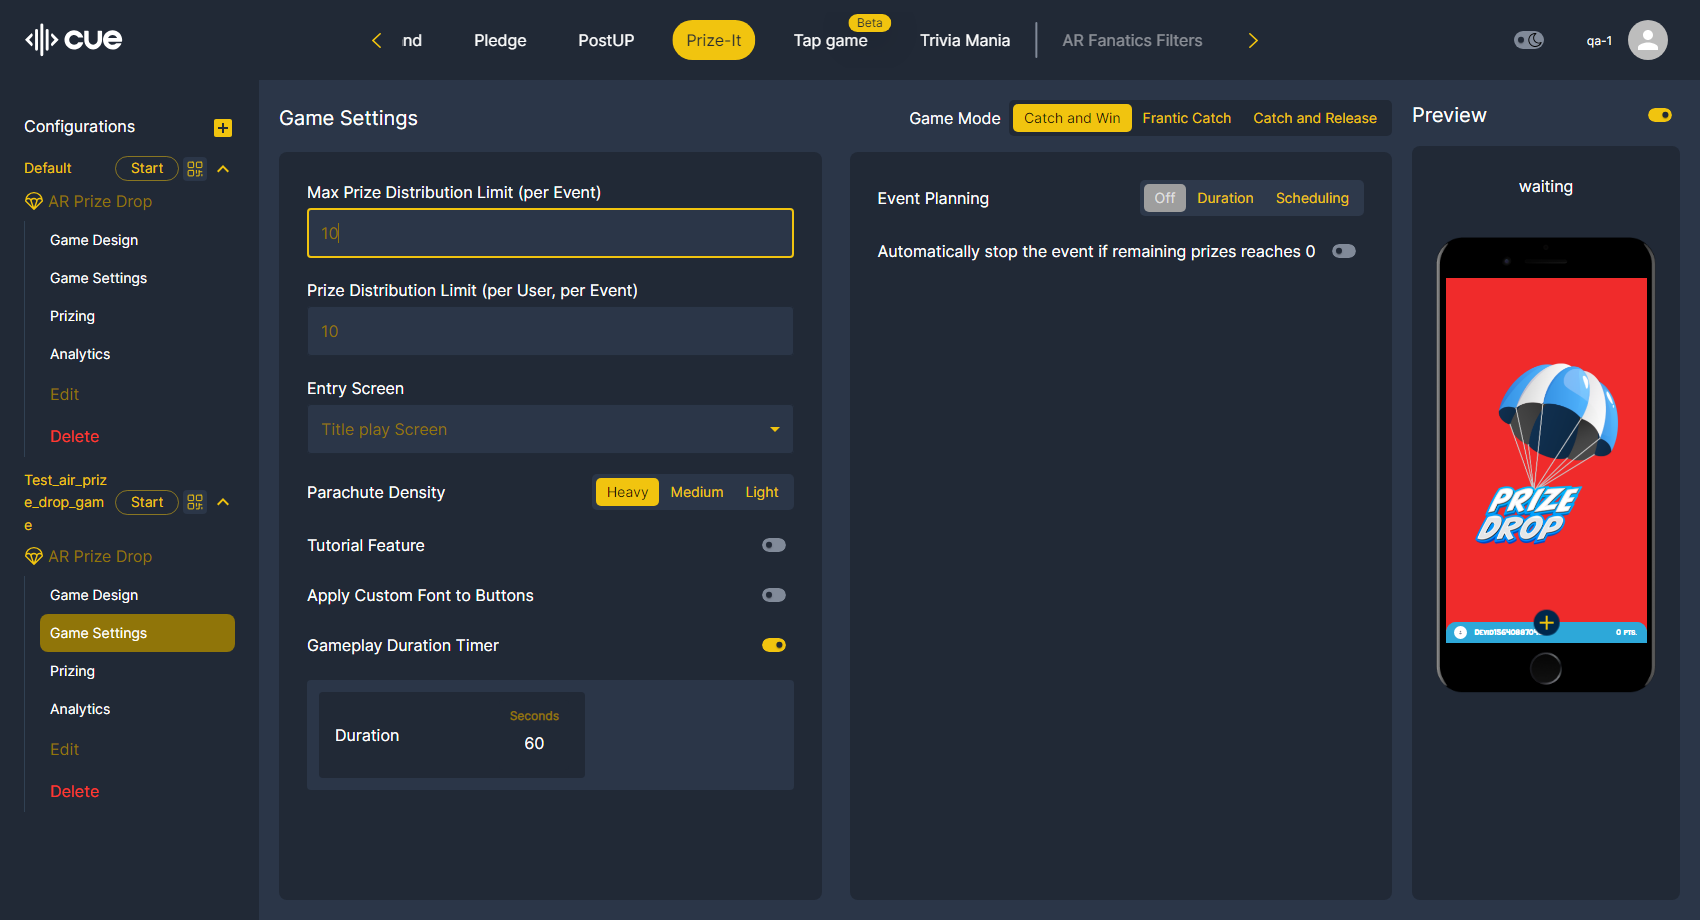 cue
nd
Pledge
PostUP
Prize-It
Beta
Tap game
Trivia Mania
AR Fanatics Filters
qa-1
Configurations
Default
Start
AR Prize Drop
Game Design
Game Settings
Prizing
Analytics
Edit
Delete
Test_air_priz
e_drop_gam
e
Start
AR Prize Drop
Game Design
Game Settings
Prizing
Analytics
Edit
Delete
Game Settings
Game Mode
Catch and Win
Frantic Catch
Catch and Release
Max Prize Distribution Limit (per Event)
10
Prize Distribution Limit (per User, per Event)
10
Entry Screen
Title play Screen
Parachute Density
Heavy
Medium
Light
Tutorial Feature
Apply Custom Font to Buttons
Gameplay Duration Timer
Duration
Seconds
60
Event Planning
Off
Duration
Scheduling
Automatically stop the event if remaining prizes reaches 0
Preview
waiting
PRIZE
DROP
0 PTS.